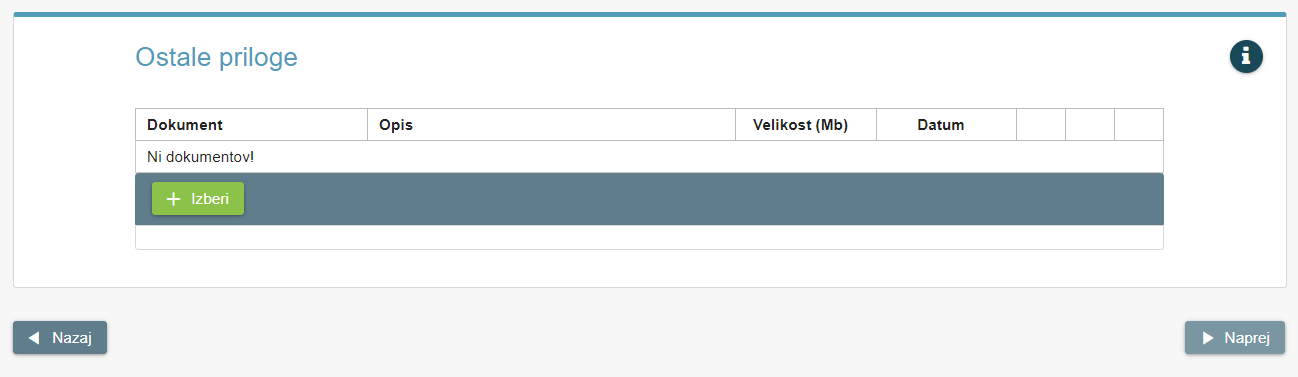 Ostale priloge
Dokument Opis Velikost (Mb) Datum
Ni dokumentov!
Izberi
Nazaj Naprej